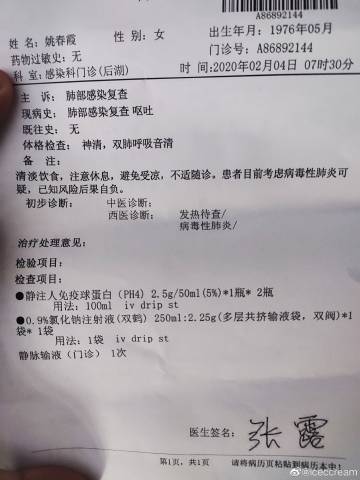 A86892144
姓 名：姚春霞 性 别：女 出生年月：1976年05月
药物过敏史：无 门诊号：A86892144
科 室：感染科门诊(后湖) 时 间：2020年02月04日 07时30分
主 诉：肺部感染复查
现病史：肺部感染复查 呕吐
既往史：无
体格检查：神清，双肺呼吸音清
备 注：
清淡饮食，注意休息，避免受凉，不适随诊。患者目前考虑病毒性肺炎可
疑，已知风险后果自负。
初步诊断： 中医诊断：
西医诊断： 发热待查/
病毒性肺炎/
治疗处理意见：
检验项目：
检查项目：
●静注人免疫球蛋白（PH4) 2.5g/50ml(5%)*1瓶* 2瓶
用法：100ml iv drip st
●0.9%氯化钠注射液(双鹤) 250ml:2.25g(多层共挤输液袋，双阀)*1
袋* 1袋
用法：1袋 iv drip st
静脉输液（门诊）1次
医生签名：张露
第1页，共1页 请将病历页粘贴到病历本中！
@iceccream